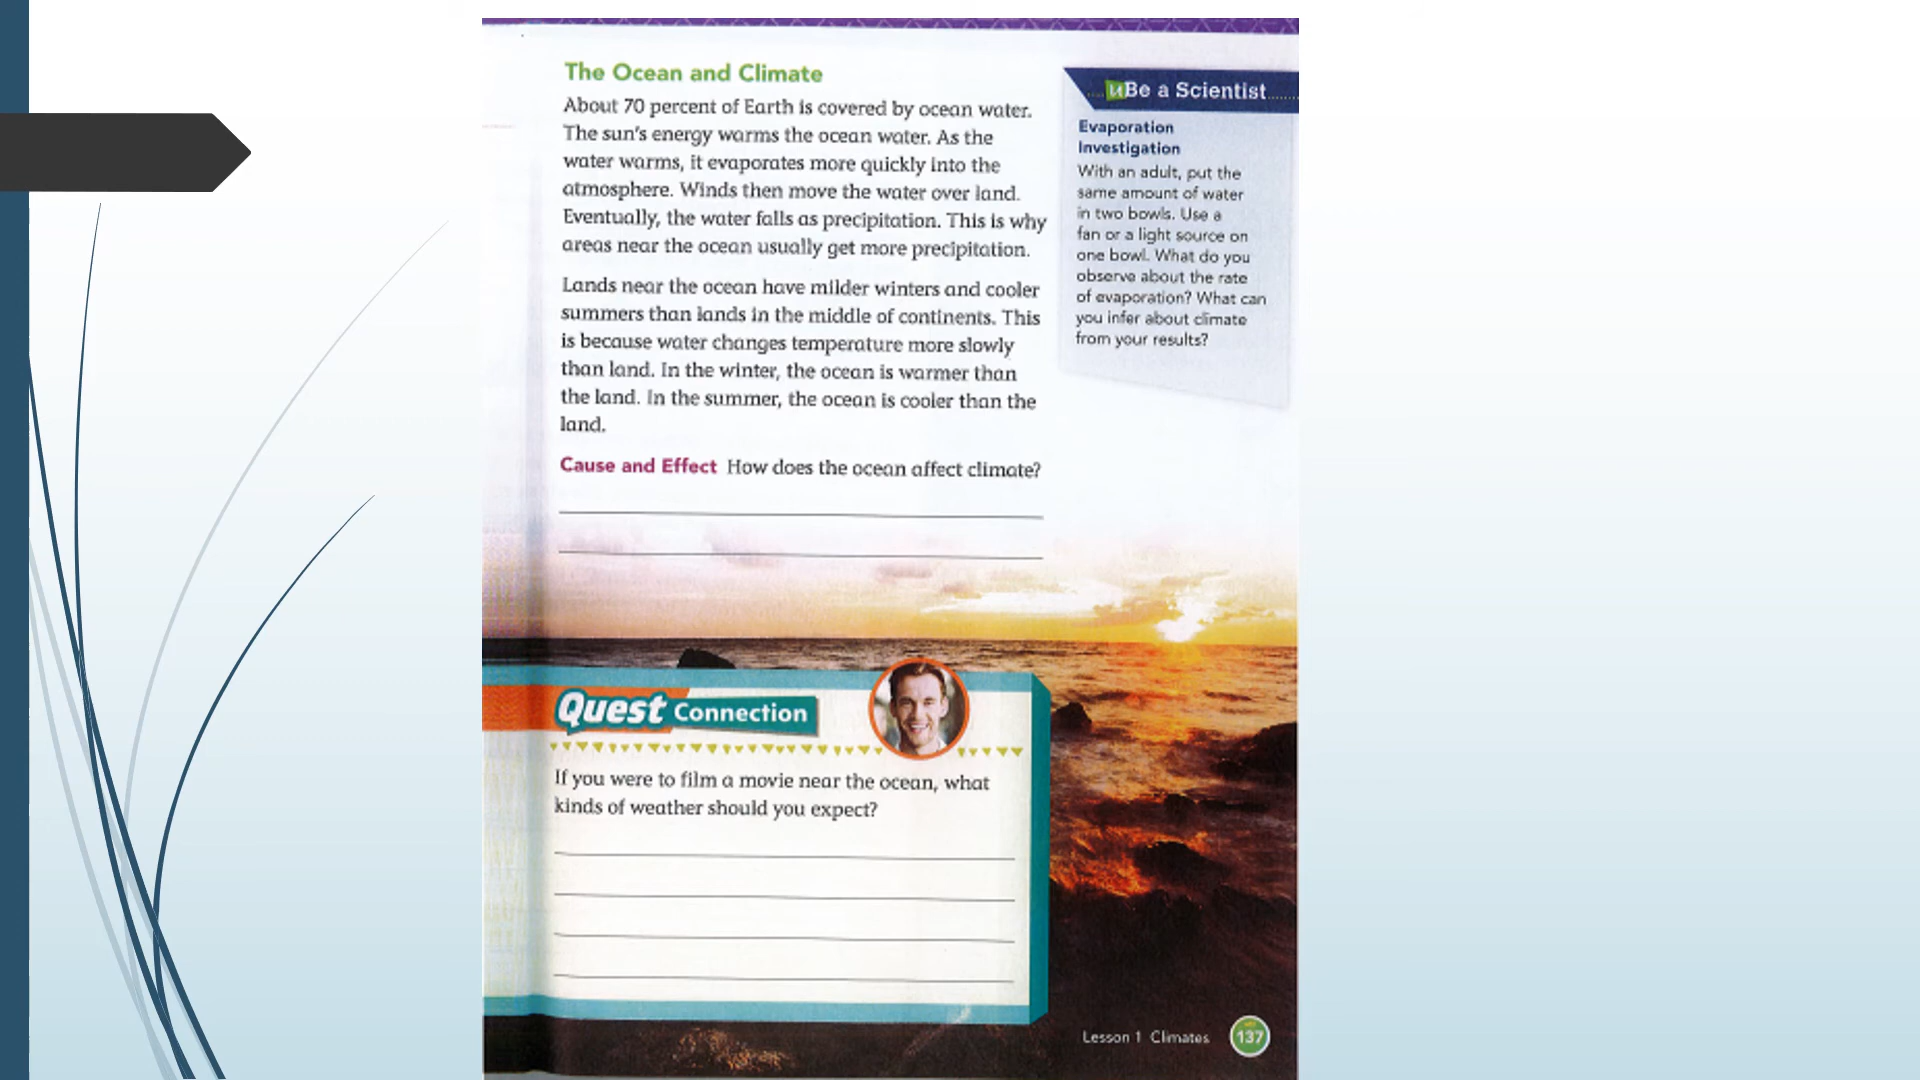 The Ocean and Climate
About 70 percent of Earth is covered by ocean water.
The sun's energy warms the ocean water. As the
water warms, it evaporates more quickly into the
atmosphere. Winds then move the water over land.
Eventually, the water falls as precipitation. This is why
areas near the ocean usually get more precipitation.
Lands near the ocean have milder winters and cooler
summers than lands in the middle of continents. This
is because water changes temperature more slowly
than land. In the winter, the ocean is warmer than
the land. In the summer, the ocean is cooler than the
land.
Cause and Effect How does the ocean affect climate?
uBe a Scientist
Evaporation
Investigation
With an adult, put the
same amount of water
in two bowls. Use a
fan or a light source on
one bowl. What do you
observe about the rate
of evaporation? What can
you infer about climate
from your results?
Quest Connection
If you were to film a movie near the ocean, what
kinds of weather should you expect?
Lesson 1 Climates
137